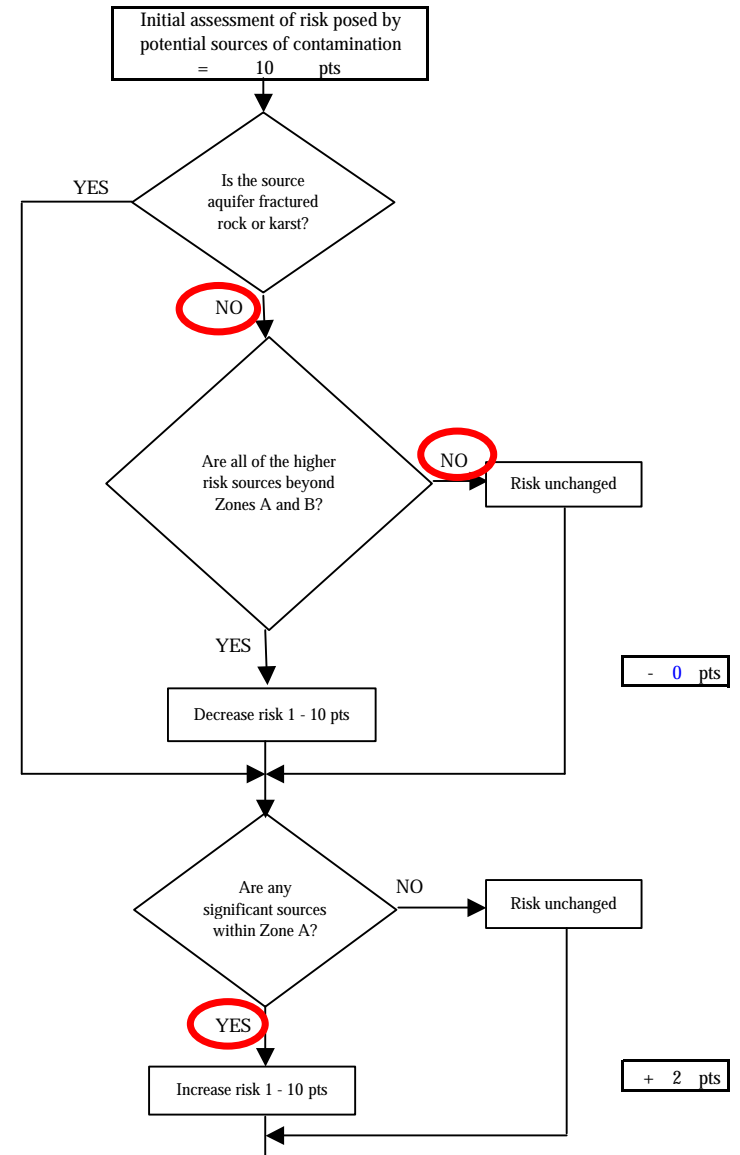 Initial assessment of risk posed by
potential sources of contamination
= 10 pts
YES
Is the source
aquifer fractured
rock or karst?
NO
Are all of the higher
risk sources beyond
Zones A and B?
NO
Risk unchanged
YES
- 0 pts
Decrease risk 1 - 10 pts
Are any
significant sources
within Zone A?
NO
Risk unchanged
YES
+ 2 pts
Increase risk 1 - 10 pts